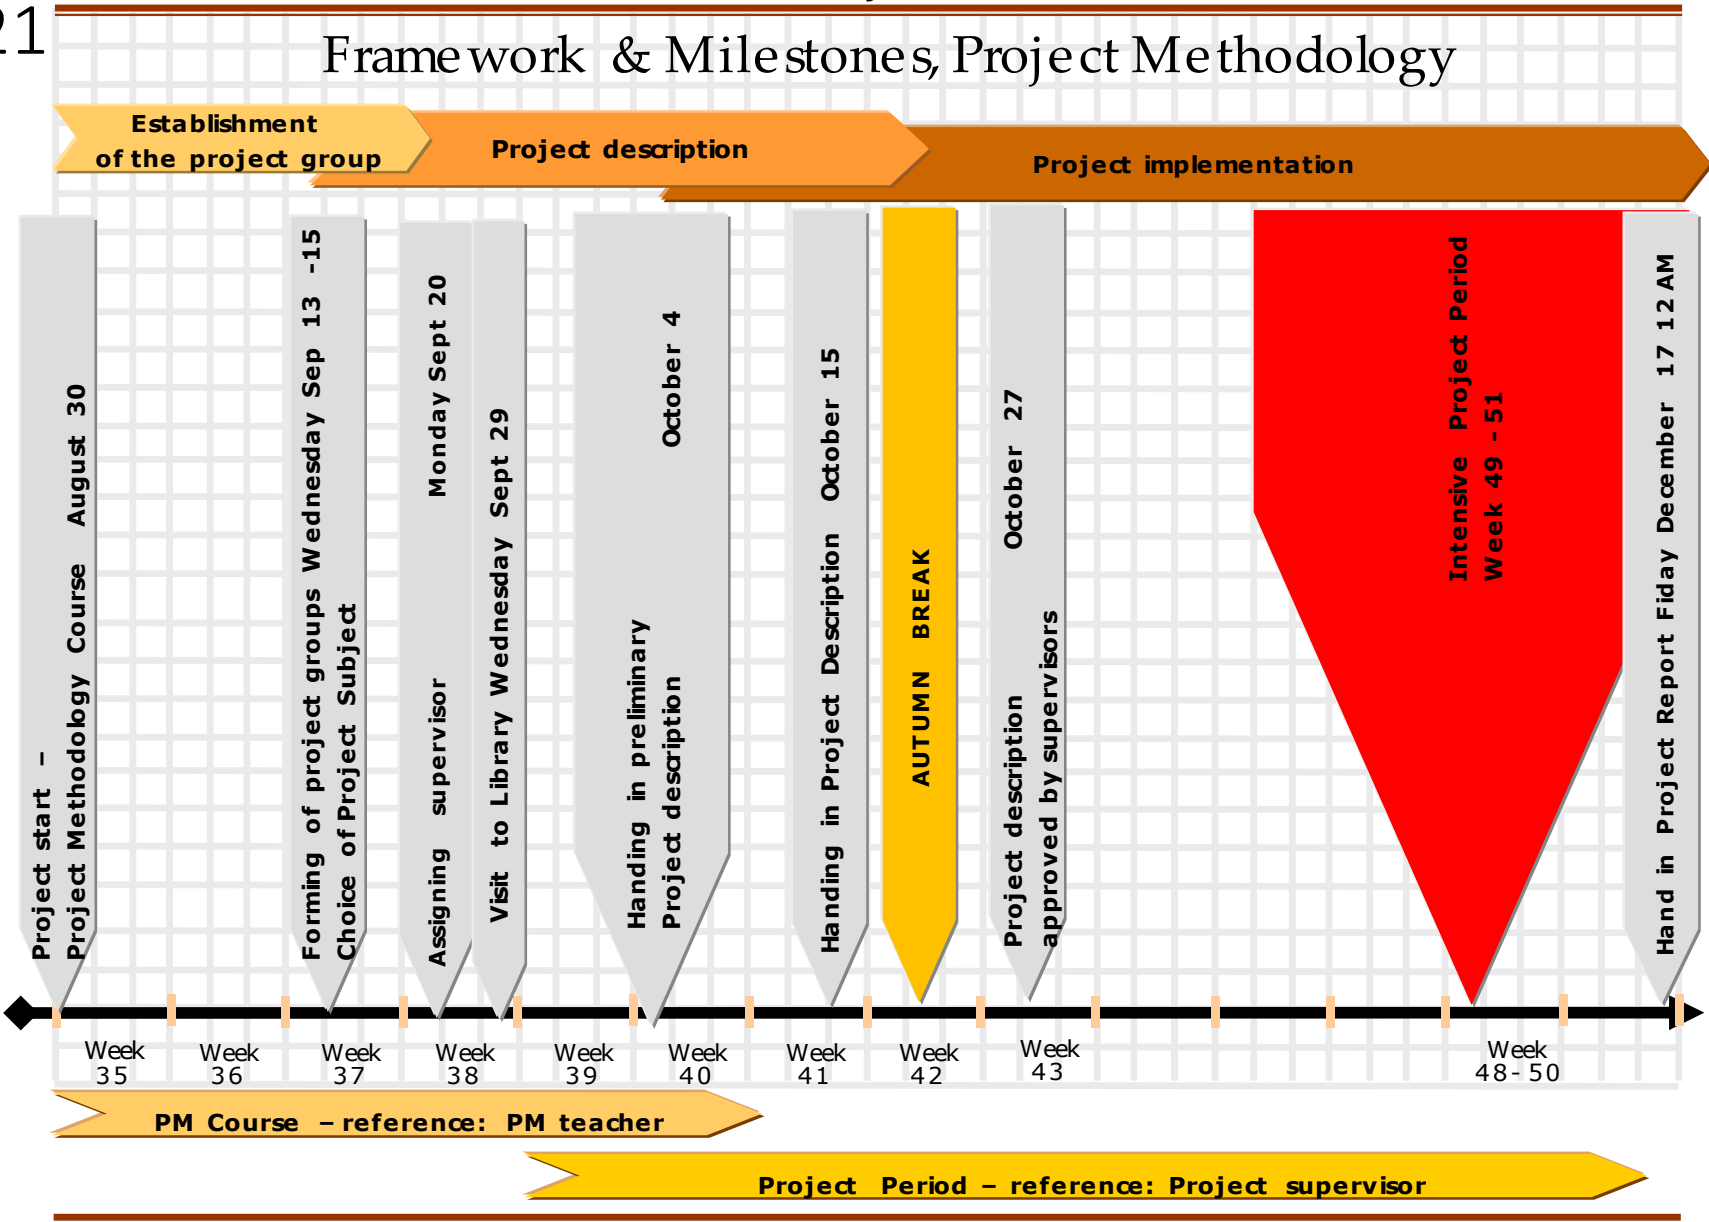 21
Framework & Milestones, Project Methodology
Establishment
of the project group
Project description
Project implementation
Project start –
Project Methodology Course August 30
Forming of project groups Wednesday Sep 13 -15
Choice of Project Subject
Assigning supervisor Monday Sept 20
Visit to Library Wednesday Sept 29
Handing in preliminary
Project description October 4
Handing in Project Description October 15
AUTUMN BREAK
Project description October 27
approved by supervisors
Intensive Project Period
Week 49 - 51
Hand in Project Report Fiday December 17 12 AM
Week
35
Week
36
Week
37
Week
38
Week
39
Week
40
Week
41
Week
42
Week
43
Week
48-50
PM Course – reference: PM teacher
Project Period – reference: Project supervisor